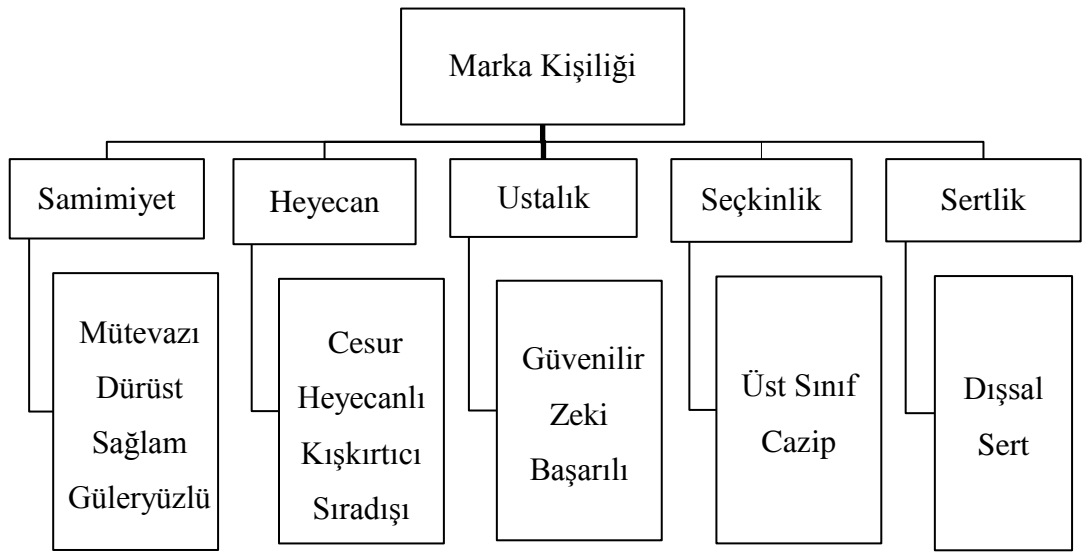 Marka Kişiliği
Samimiyet
Heyecan
Ustalık
Seçkinlik
Sertlik
Mütevazı
Dürüst
Sağlam
Güleryüzlü
Cesur
Heyecanlı
Kışkırtıcı
Sıradışı
Güvenilir
Zeki
Başarılı
Üst Sınıf
Cazip
Dışsal
Sert